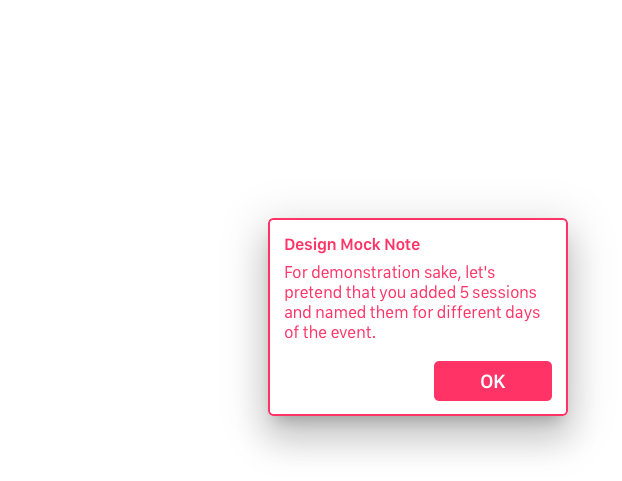 Design Mock Note
For demonstration sake, let's
pretend that you added 5 sessions
and named them for different days
of the event.
OK